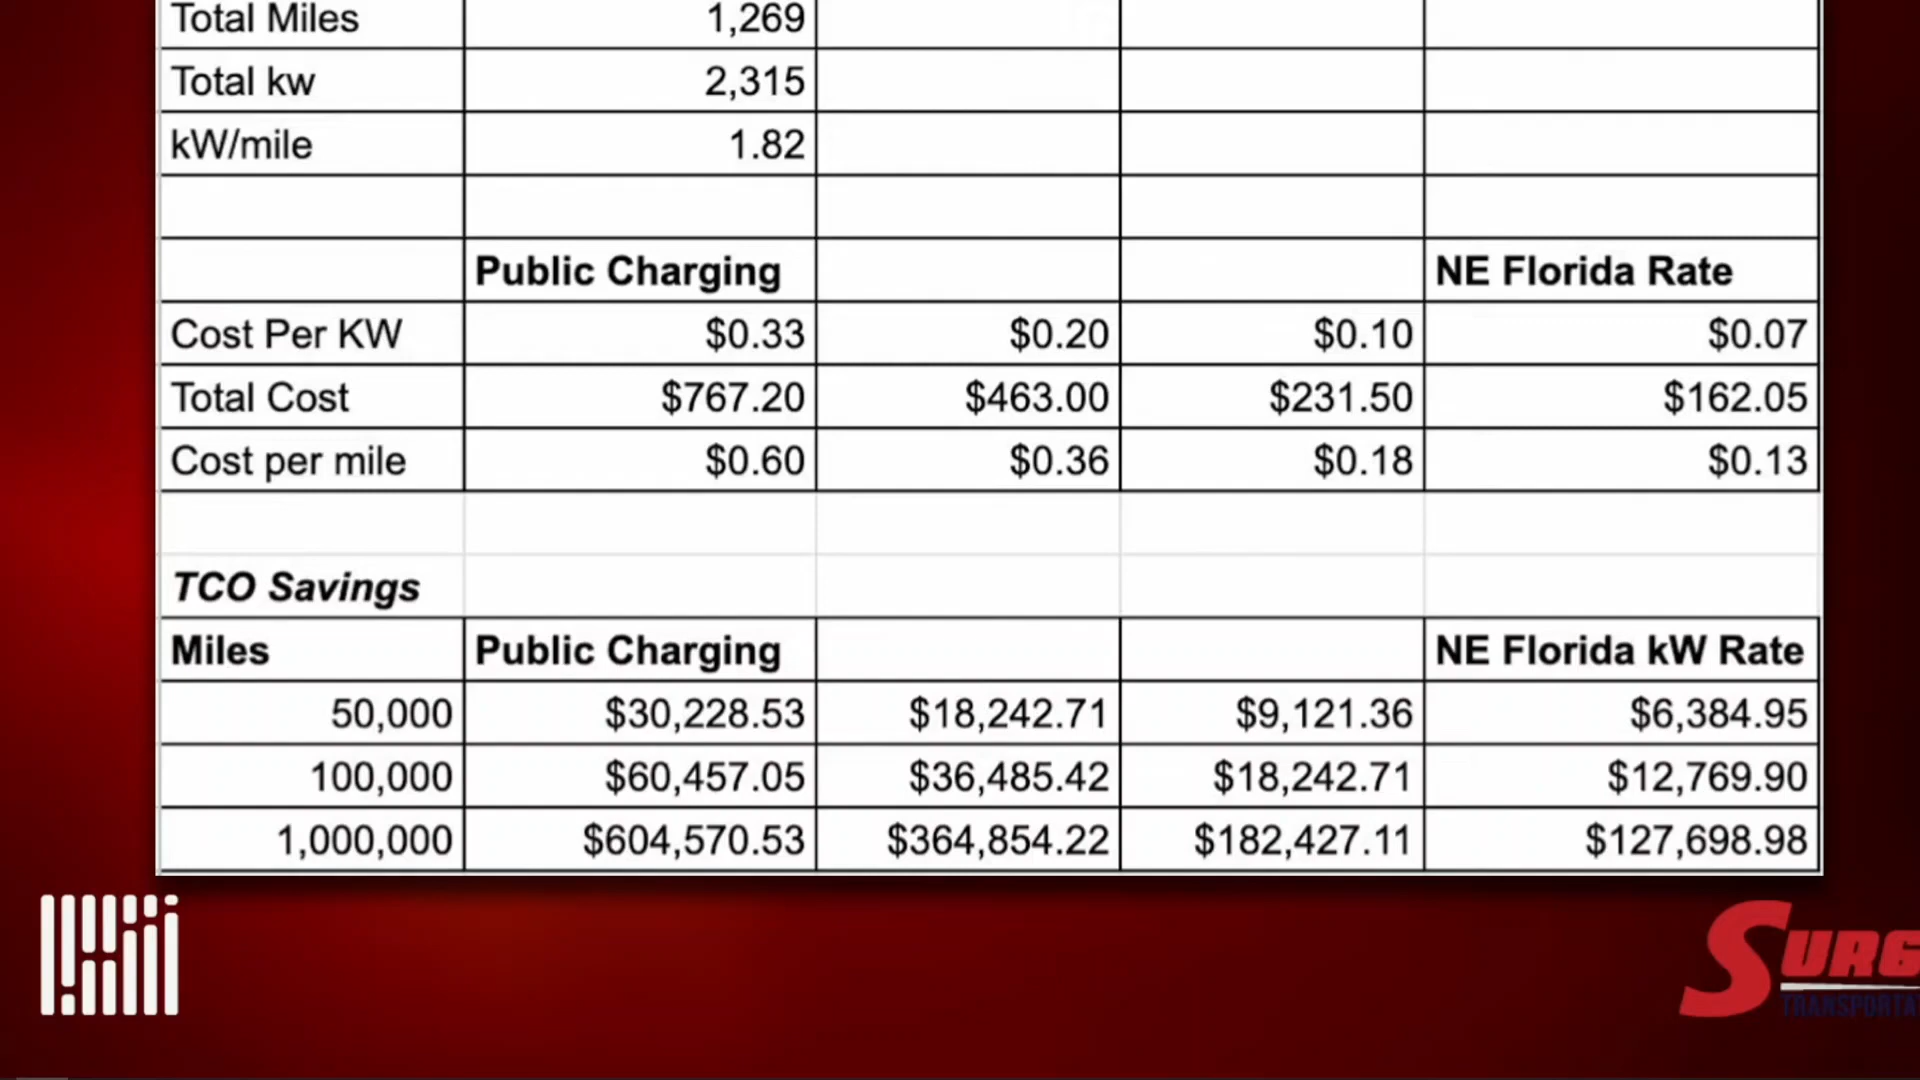 Total Miles 1,269
Total kw 2,315
kW/mile 1.82
Public Charging NE Florida Rate
Cost Per KW $0.33 $0.20 $0.10 $0.07
Total Cost $767.20 $463.00 $231.50 $162.05
Cost per mile $0.60 $0.36 $0.18 $0.13
TCO Savings
Miles Public Charging NE Florida kW Rate
50,000 $30,228.53 $18,242.71 $9,121.36 $6,384.95
100,000 $60,457.05 $36,485.42 $18,242.71 $12,769.90
1,000,000 $604,570.53 $364,854.22 $182,427.11 $127,698.98
SURG
TRANSPORTA